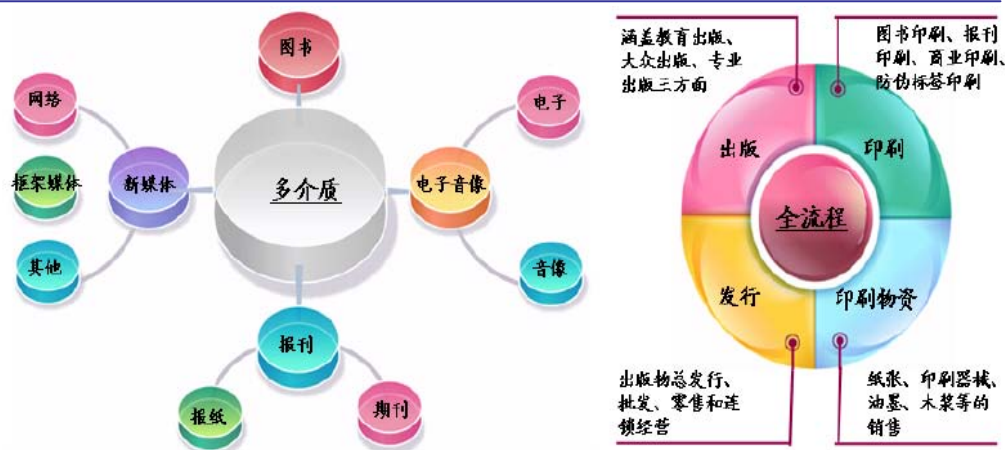 图书
网络
电子
框架媒体
新媒体
多介质
电子音像
其他
音像
报刊
报纸
期刊
涵盖教育出版、
大众出版、专业
出版三方面
图书印刷、报刊
印刷、商业印刷、
防伪标签印刷
出版
印刷
全流程
发行
印刷物资
出版物总发行、
批发、零售和连
锁经营
纸张、印刷器械、
油墨、木浆等的
销售